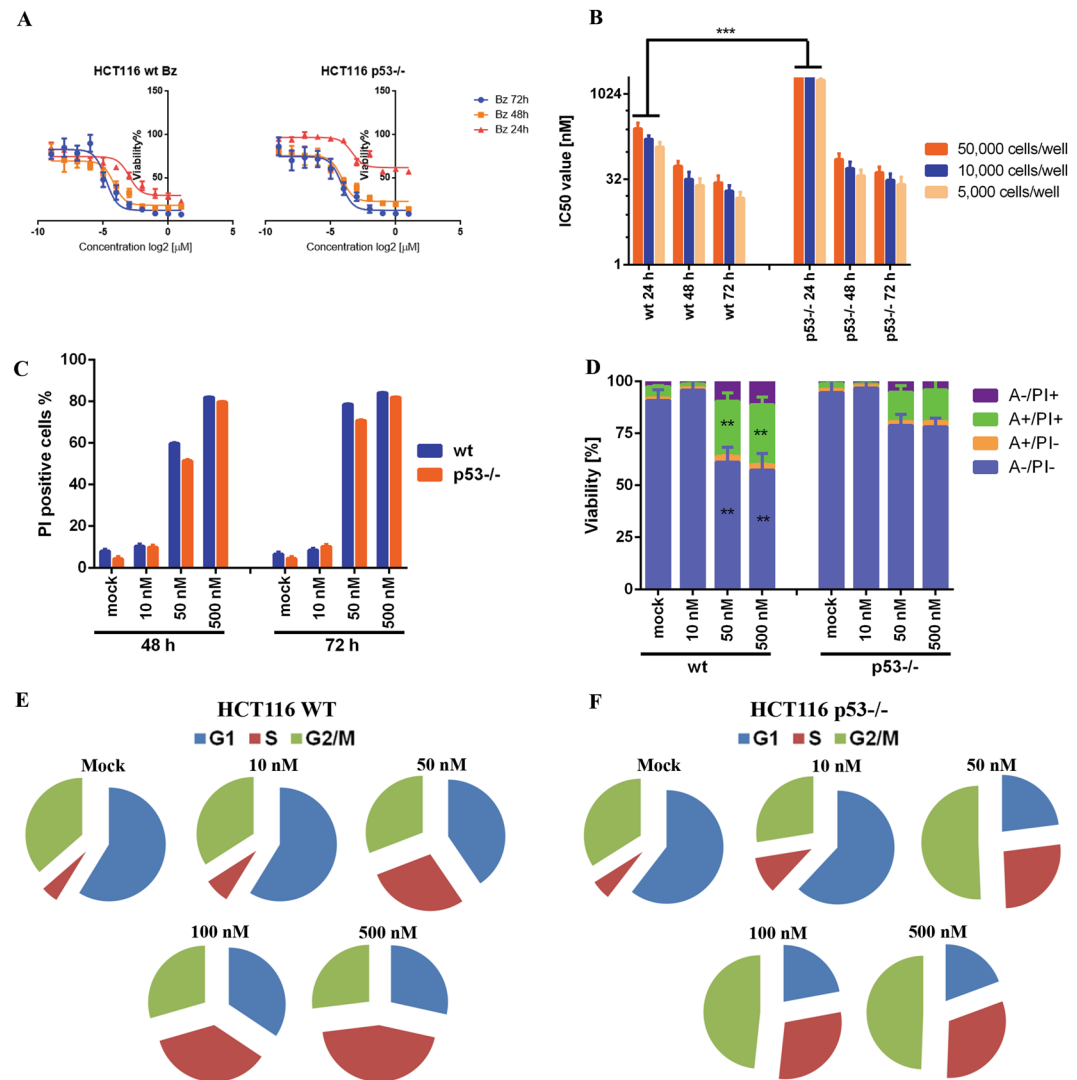 A
HCT116 wt Bz
HCT116 p53-/-
150
100
50
0
Viability%
-10
-5
0
5
Concentration log2 [µM]
150
100
50
0
Viability%
-10
-5
0
5
Concentration log2 [µM]
Bz 72h
Bz 48h
Bz 24h
B
***
IC50 value [nM]
1024
32
1
wt 24 h
wt 48 h
wt 72 h
p53-/- 24 h
p53-/- 48 h
p53-/- 72 h
50,000 cells/well
10,000 cells/well
5,000 cells/well
C
PI positive cells %
100
80
60
40
20
0
mock
10 nM
50 nM
500 nM
mock
10 nM
50 nM
500 nM
48 h
72 h
wt
p53-/-
D
Viability [%]
100
75
50
25
0
**
**
**
**
mock
10 nM
50 nM
500 nM
mock
10 nM
50 nM
500 nM
wt
p53-/-
A-/PI+
A+/PI+
A+/PI-
A-/PI-
E
HCT116 WT
G1 S G2/M
Mock
10 nM
50 nM
100 nM
500 nM
F
HCT116 p53-/-
G1 S G2/M
Mock
10 nM
50 nM
100 nM
500 nM